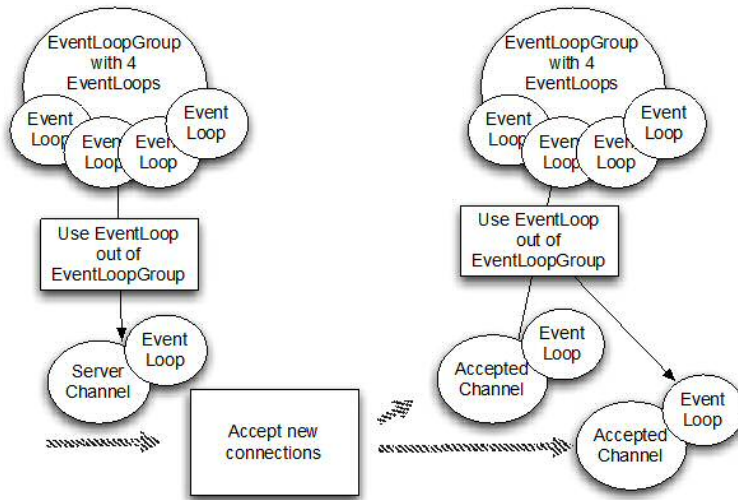 EventLoopGroup
with 4
EventLoops
Event
Loop
Event
Loop
Event
Loop
Event
Loop
Use EventLoop
out of
EventLoopGroup
Server
Channel
Event
Loop
Accept new
connections
EventLoopGroup
with 4
EventLoops
Event
Loop
Event
Loop
Event
Loop
Event
Loop
Use EventLoop
out of
EventLoopGroup
Accepted
Channel
Event
Loop
Accepted
Channel
Event
Loop